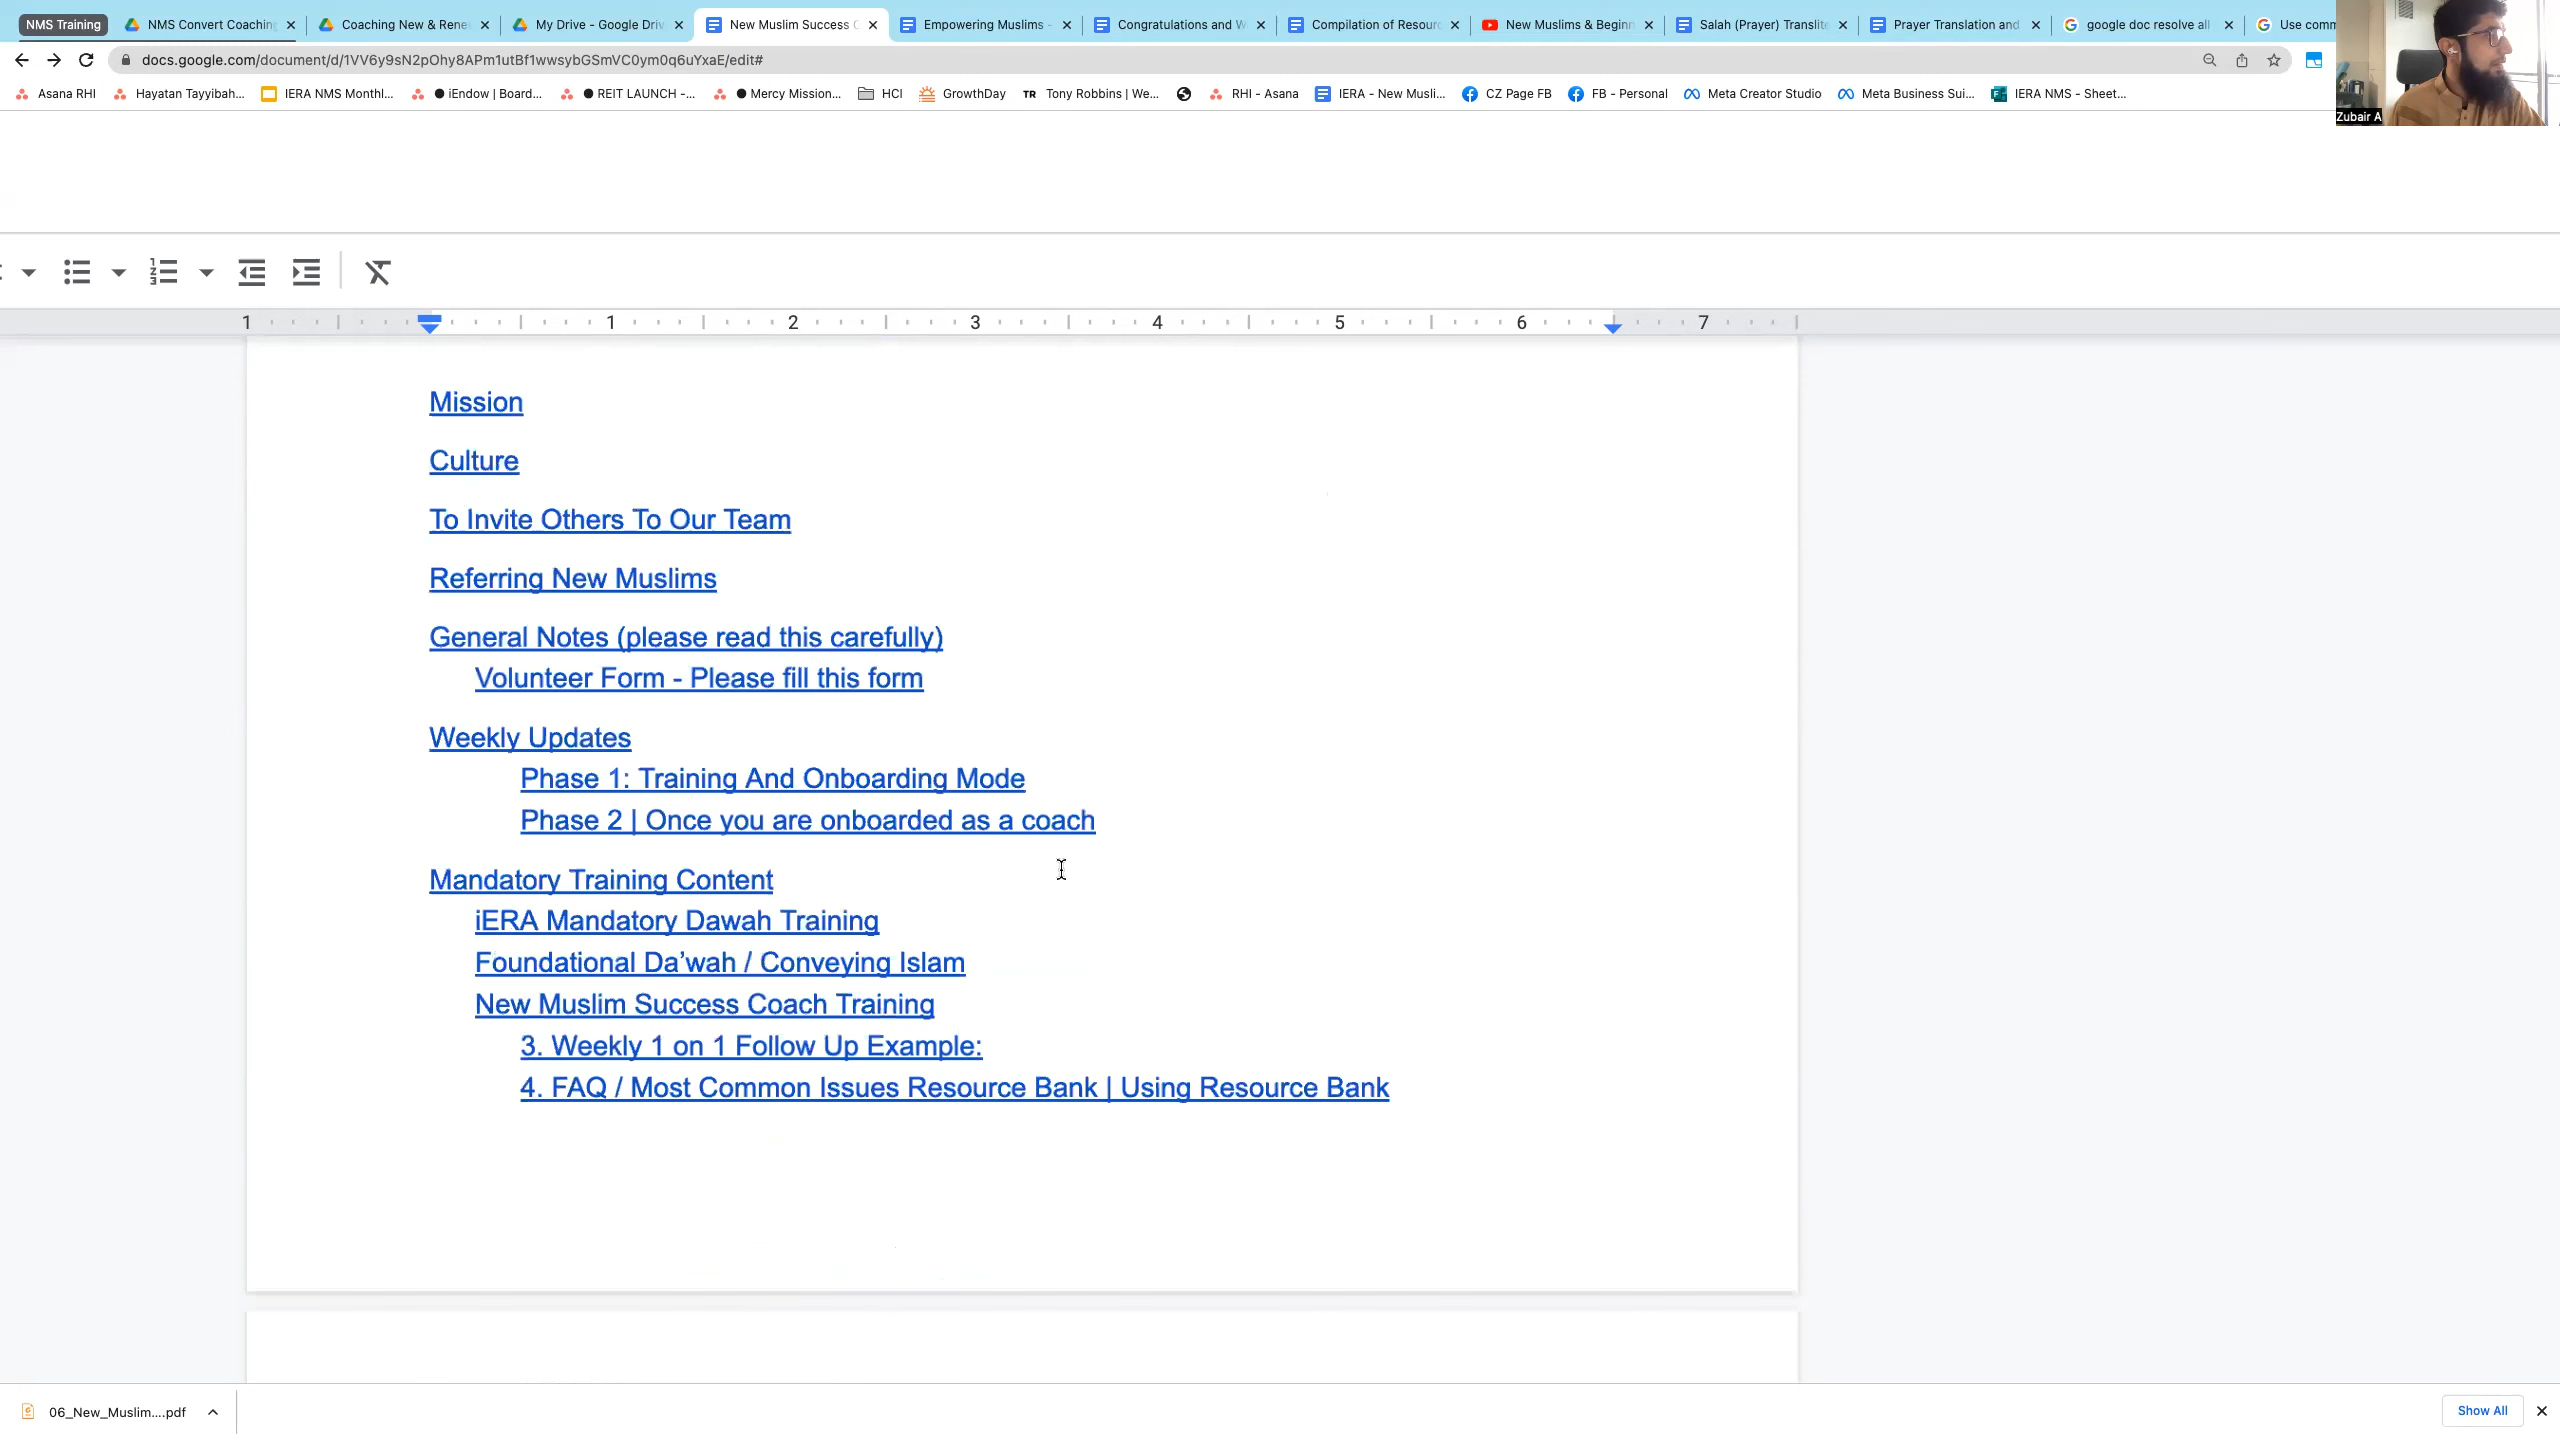 NMS Training
NMS Convert Coaching
Coaching New & Rene
My Drive - Google Driv
New Muslim Success C
Empowering Muslims -
Congratulations and W
Compilation of Resourc
New Muslims & Beginn
Salah (Prayer) Translite
Prayer Translation and
google doc resolve all
Use comm
docs.google.com/document/d/1VV6y9sN2pOhy8APm1utBf1wwsybGSmVC0ym0q6uYxaE/edit#
Asana RHI
Hayatan Tayyibah...
IERA NMS Monthl...
iEndow | Board...
REIT LAUNCH -...
Mercy Mission...
HCI
GrowthDay
TR Tony Robbins | We...
RHI - Asana
IERA - New Musli...
CZ Page FB
FB - Personal
Meta Creator Studio
Meta Business Sui...
IERA NMS - Sheet...
Zubair A
1 1 2 3 4 5 6 7
Mission
Culture
To Invite Others To Our Team
Referring New Muslims
General Notes (please read this carefully)
Volunteer Form - Please fill this form
Weekly Updates
Phase 1: Training And Onboarding Mode
Phase 2 | Once you are onboarded as a coach
Mandatory Training Content
iERA Mandatory Dawah Training
Foundational Da’wah / Conveying Islam
New Muslim Success Coach Training
3. Weekly 1 on 1 Follow Up Example:
4. FAQ / Most Common Issues Resource Bank | Using Resource Bank
06_New_Muslim....pdf
Show All